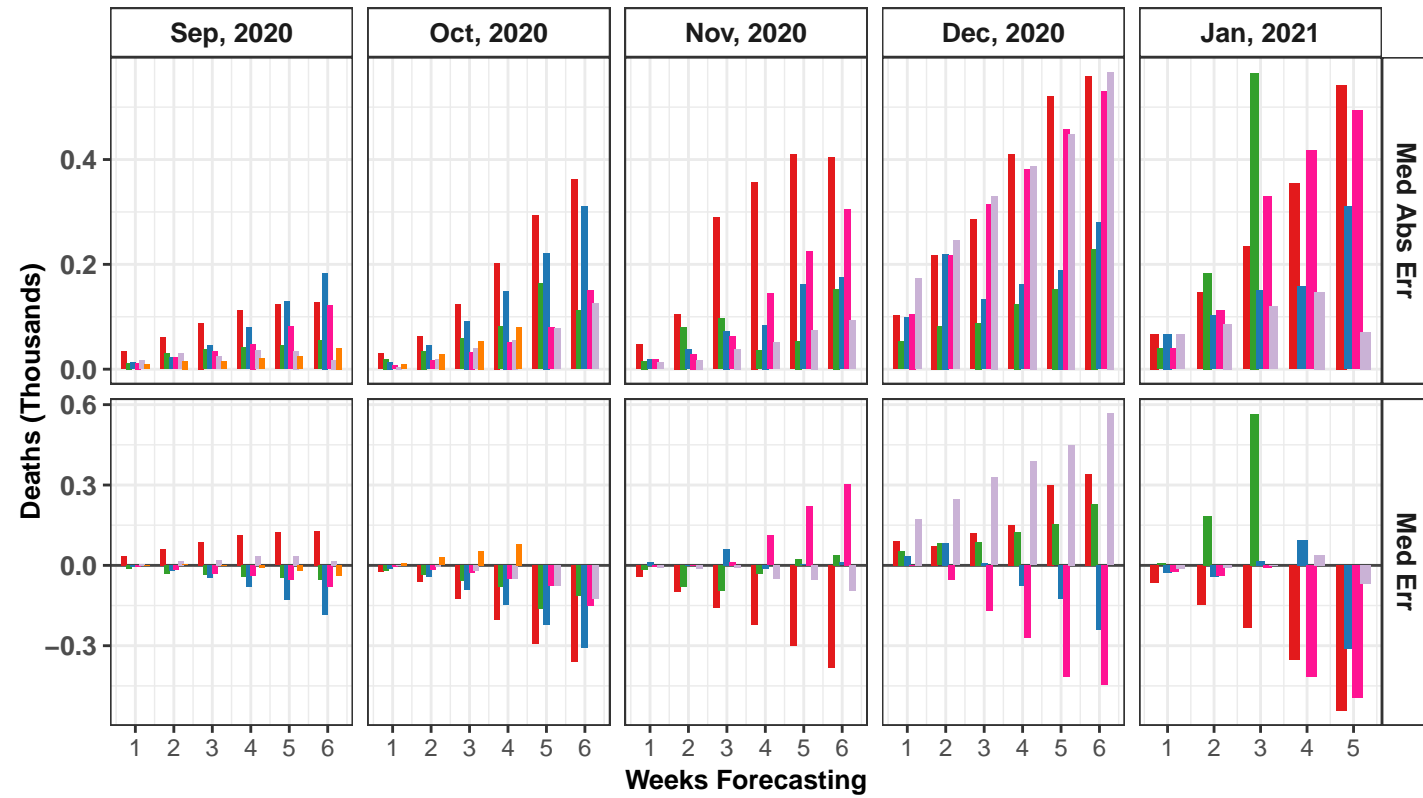 Sep, 2020
Oct, 2020
Nov, 2020
Dec, 2020
Jan, 2021
Deaths (Thousands)
0.4
0.2
0.0
Med Abs Err
0.6
0.3
0.0
−0.3
Med Err
1 2 3 4 5 6
1 2 3 4 5 6
1 2 3 4 5 6
1 2 3 4 5 6
1 2 3 4 5
Weeks Forecasting